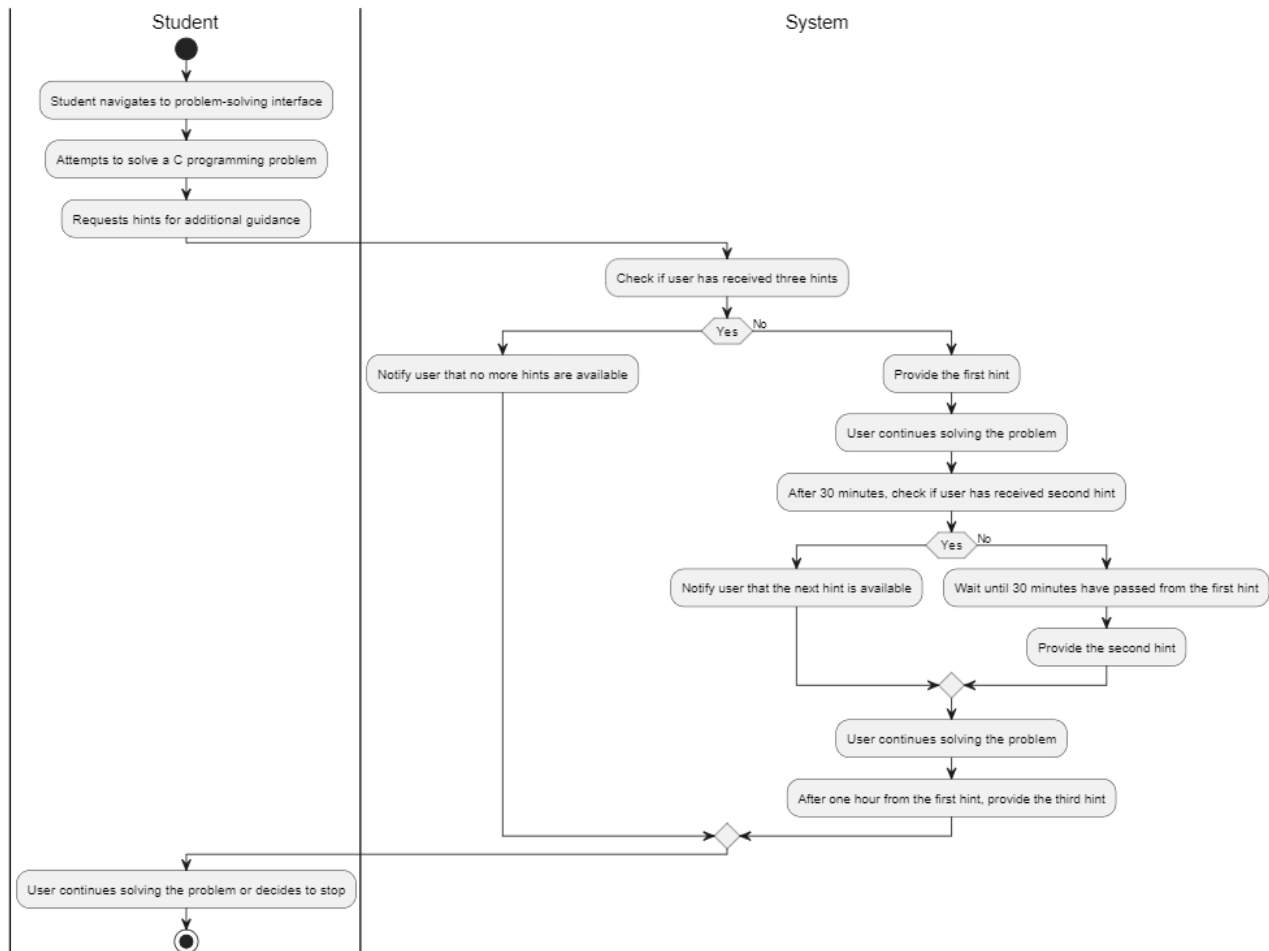 Student
System
Student navigates to problem-solving interface
Attempts to solve a C programming problem
Requests hints for additional guidance
Check if user has received three hints
Yes
No
Notify user that no more hints are available
Provide the first hint
User continues solving the problem
After 30 minutes, check if user has received second hint
Yes
No
Notify user that the next hint is available
Wait until 30 minutes have passed from the first hint
Provide the second hint
User continues solving the problem
After one hour from the first hint, provide the third hint
User continues solving the problem or decides to stop